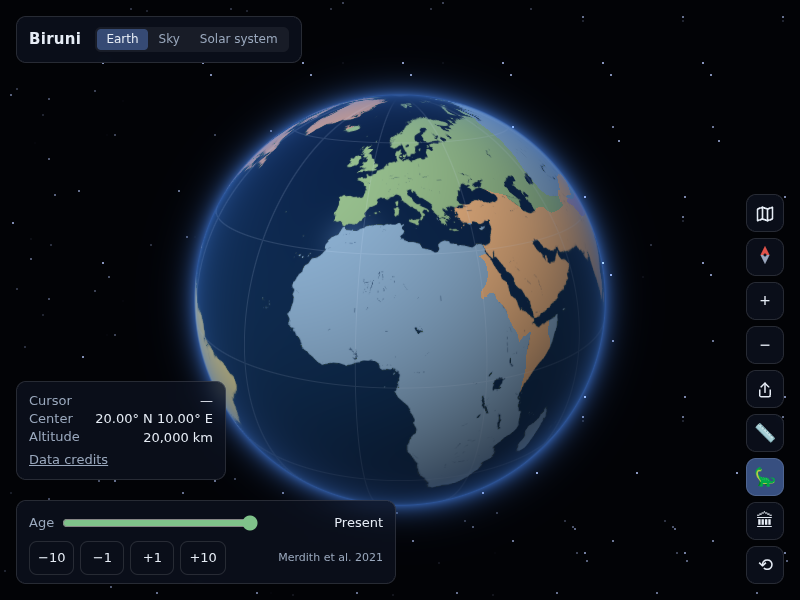 Biruni Earth Sky Solar system
Cursor —
Center 20.00° N 10.00° E
Altitude 20,000 km
Data credits
Age Present
−10 −1 +1 +10 Meredith et al. 2021
+
−